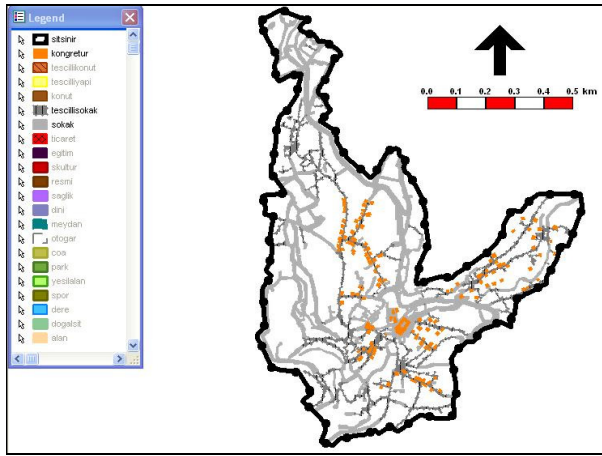 Legend
sitsinir
kongretur
tescillikonut
tescilliyapi
konut
tescillisokak
sokak
ticaret
egitim
skultur
resmi
saglik
dini
meydan
otogar
coa
park
yesilalan
spor
dere
dogalsit
alan
0.0 0.1 0.2 0.3 0.4 0.5 km